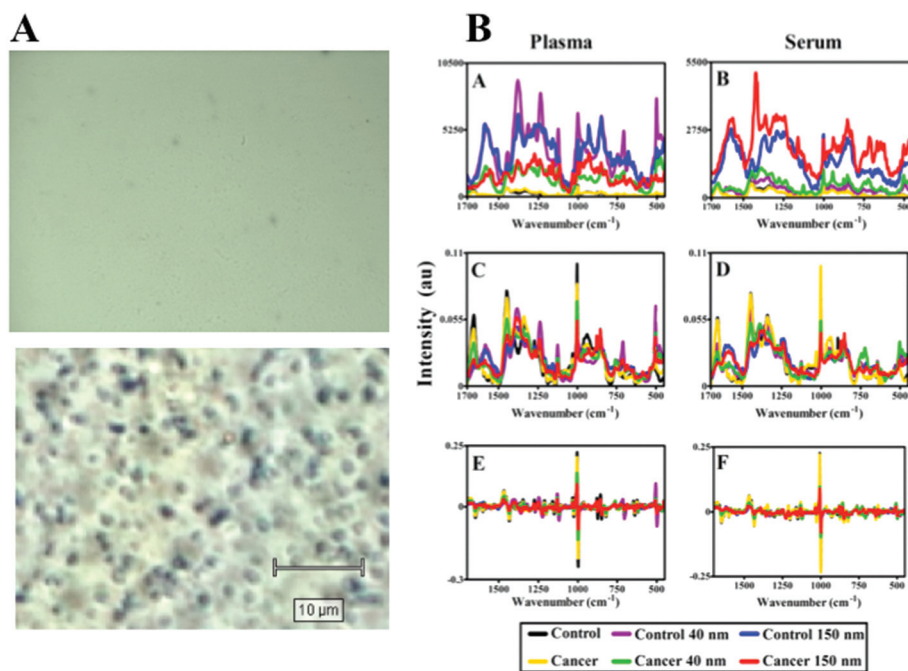 A
10 µm
B
Plasma
Serum
10500
5250
0
A
1700 1500 1250 1000 750 500
Wavenumber (cm-1)
5500
2750
0
B
1700 1500 1250 1000 750 500
Wavenumber (cm-1)
Intensity (au)
0.11
0.055
0
C
1500 1250 1000 750 500
Wavenumber (cm-1)
0.11
0.055
0
D
1500 1250 1000 750 500
Wavenumber (cm-1)
0.25
0
-0.3
E
1500 1250 1000 750 500
Wavenumber (cm-1)
0.25
0
-0.25
F
1500 1250 1000 750 500
Wavenumber (cm-1)
Control Control 40 nm Control 150 nm
Cancer Cancer 40 nm Cancer 150 nm